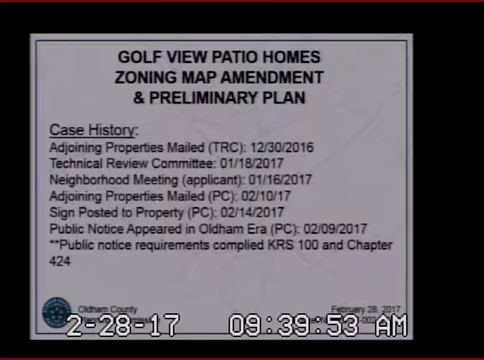 GOLF VIEW PATIO HOMES
ZONING MAP AMENDMENT
& PRELIMINARY PLAN
Case History:
Adjoining Properties Mailed (TRC): 12/30/2016
Technical Review Committee: 01/18/2017
Neighborhood Meeting (applicant): 01/16/2017
Adjoining Properties Mailed (PC): 02/10/17
Sign Posted to Property (PC): 02/14/2017
Public Notice Appeared in Oldham Era (PC): 02/09/2017
**Public notice requirements complied KRS 100 and Chapter
424
Oldham County
February 28, 2017
2-28-17 09:39:53 AM